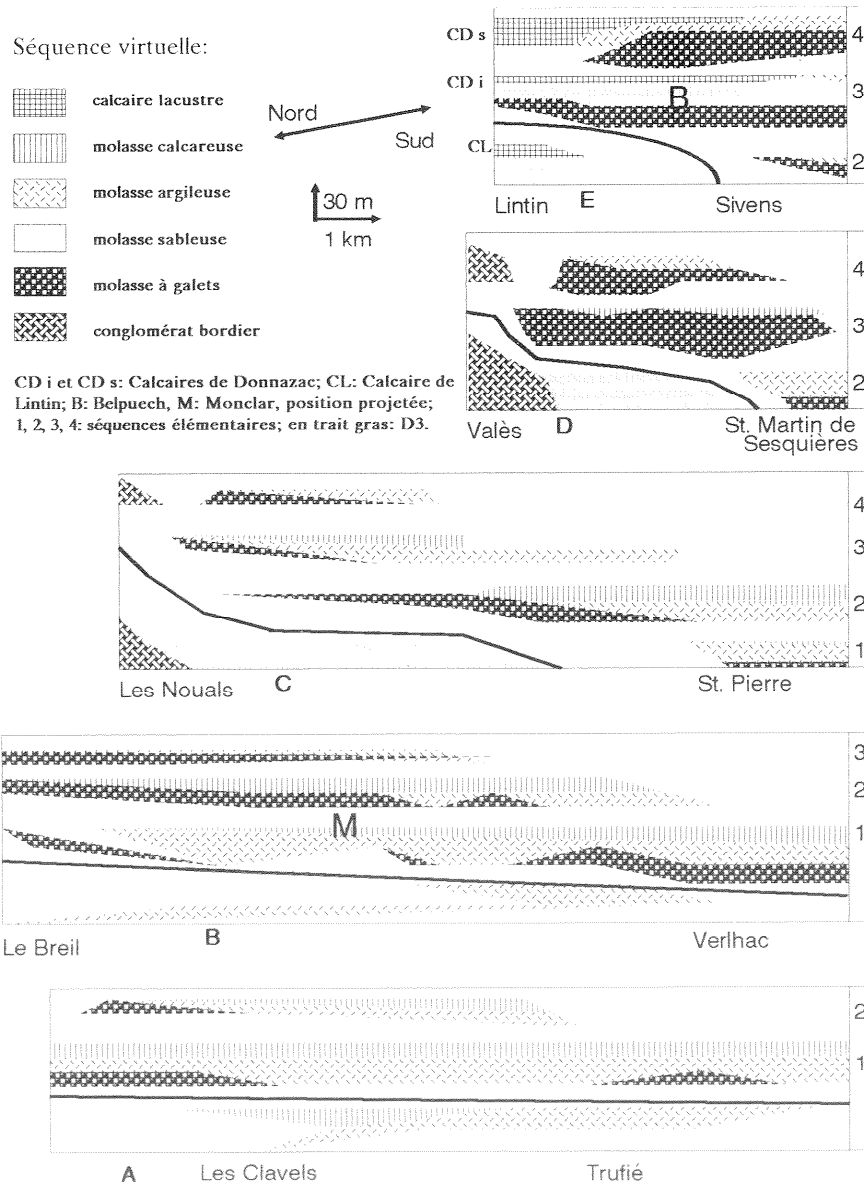 Séquence virtuelle:
calcaire lacustre
molasse calcareuse
molasse argileuse
molasse sableuse
molasse à galets
conglomérat bordier
Nord
Sud
30 m
1 km
CD i et CD s: Calcaires de Donnazac; CL: Calcaire de
Lintin; B: Belpuech, M: Monclar, position projetée;
1, 2, 3, 4: séquences élémentaires; en trait gras: D3.
CD s
4
CD i
B
3
CL
2
Lintin E Sivens
4
3
2
Valès D St. Martin de
Sesquières
4
3
2
1
Les Nouals C St. Pierre
3
2
M
1
Le Breil B Verlhac
2
1
A Les Clavels Trufié